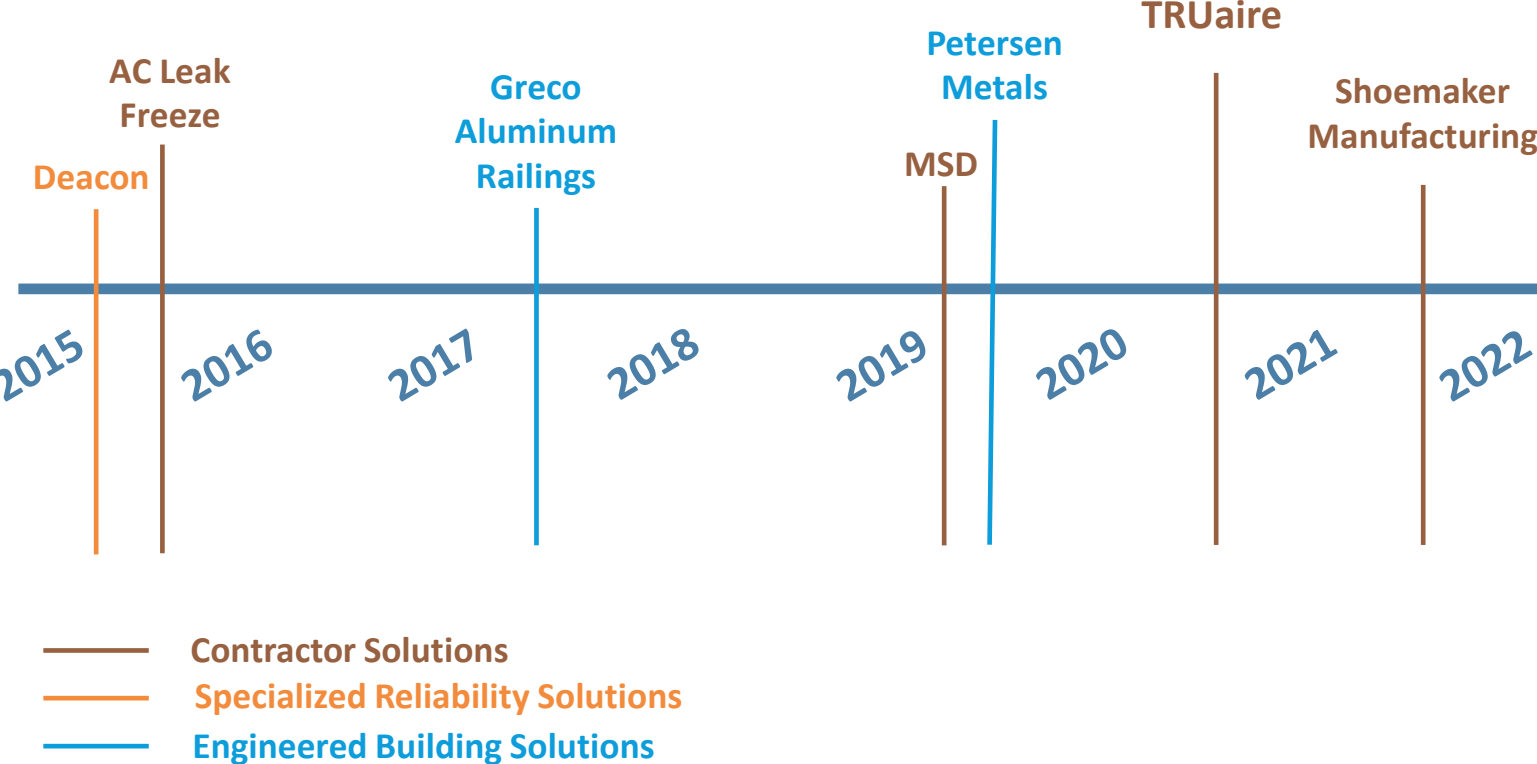 TRUaire
Petersen
Metals
AC Leak
Freeze
Greco
Aluminum
Railings
Shoemaker
Manufacturing
MSD
Deacon
2015
2016
2017
2018
2019
2020
2021
2022
Contractor Solutions
Specialized Reliability Solutions
Engineered Building Solutions